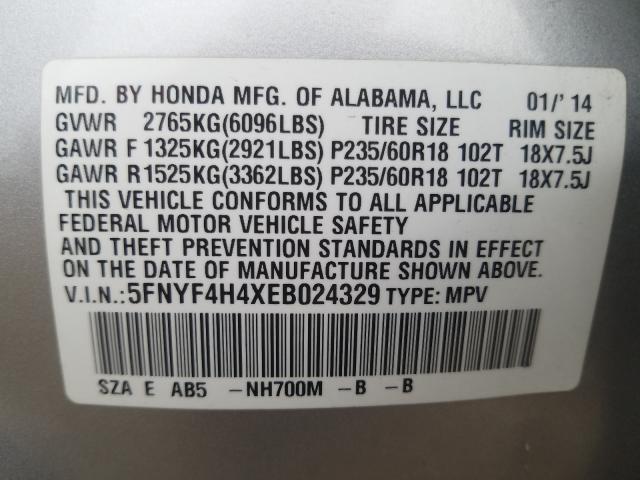 MFD. BY HONDA MFG. OF ALABAMA, LLC 01/' 14
GVWR 2765KG(6096LBS) TIRE SIZE RIM SIZE
GAWR F 1325KG(2921LBS) P235/60R18 102T 18X7.5J
GAWR R 1525KG(3362LBS) P235/60R18 102T 18X7.5J
THIS VEHICLE CONFORMS TO ALL APPLICABLE
FEDERAL MOTOR VEHICLE SAFETY
AND THEFT PREVENTION STANDARDS IN EFFECT
ON THE DATE OF MANUFACTURE SHOWN ABOVE.
V.I.N.: 5FNYF4H4XEB024329 TYPE: MPV
SZA E AB5 -NH700M -B -B